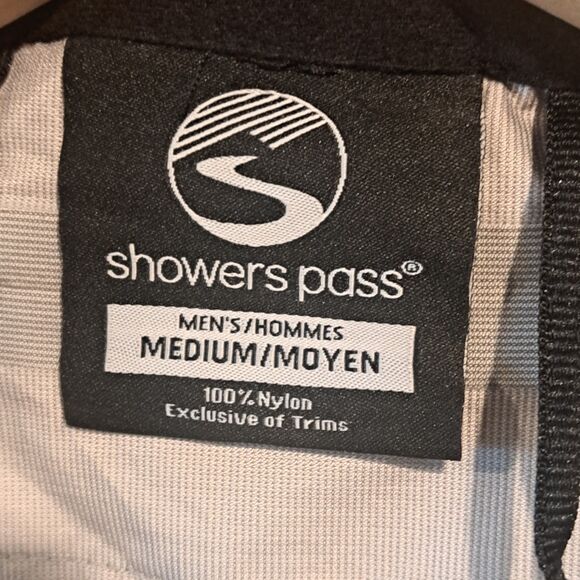 showers pass®
MEN'S/HOMMES
MEDIUM/MOYEN
100% Nylon
Exclusive of Trims